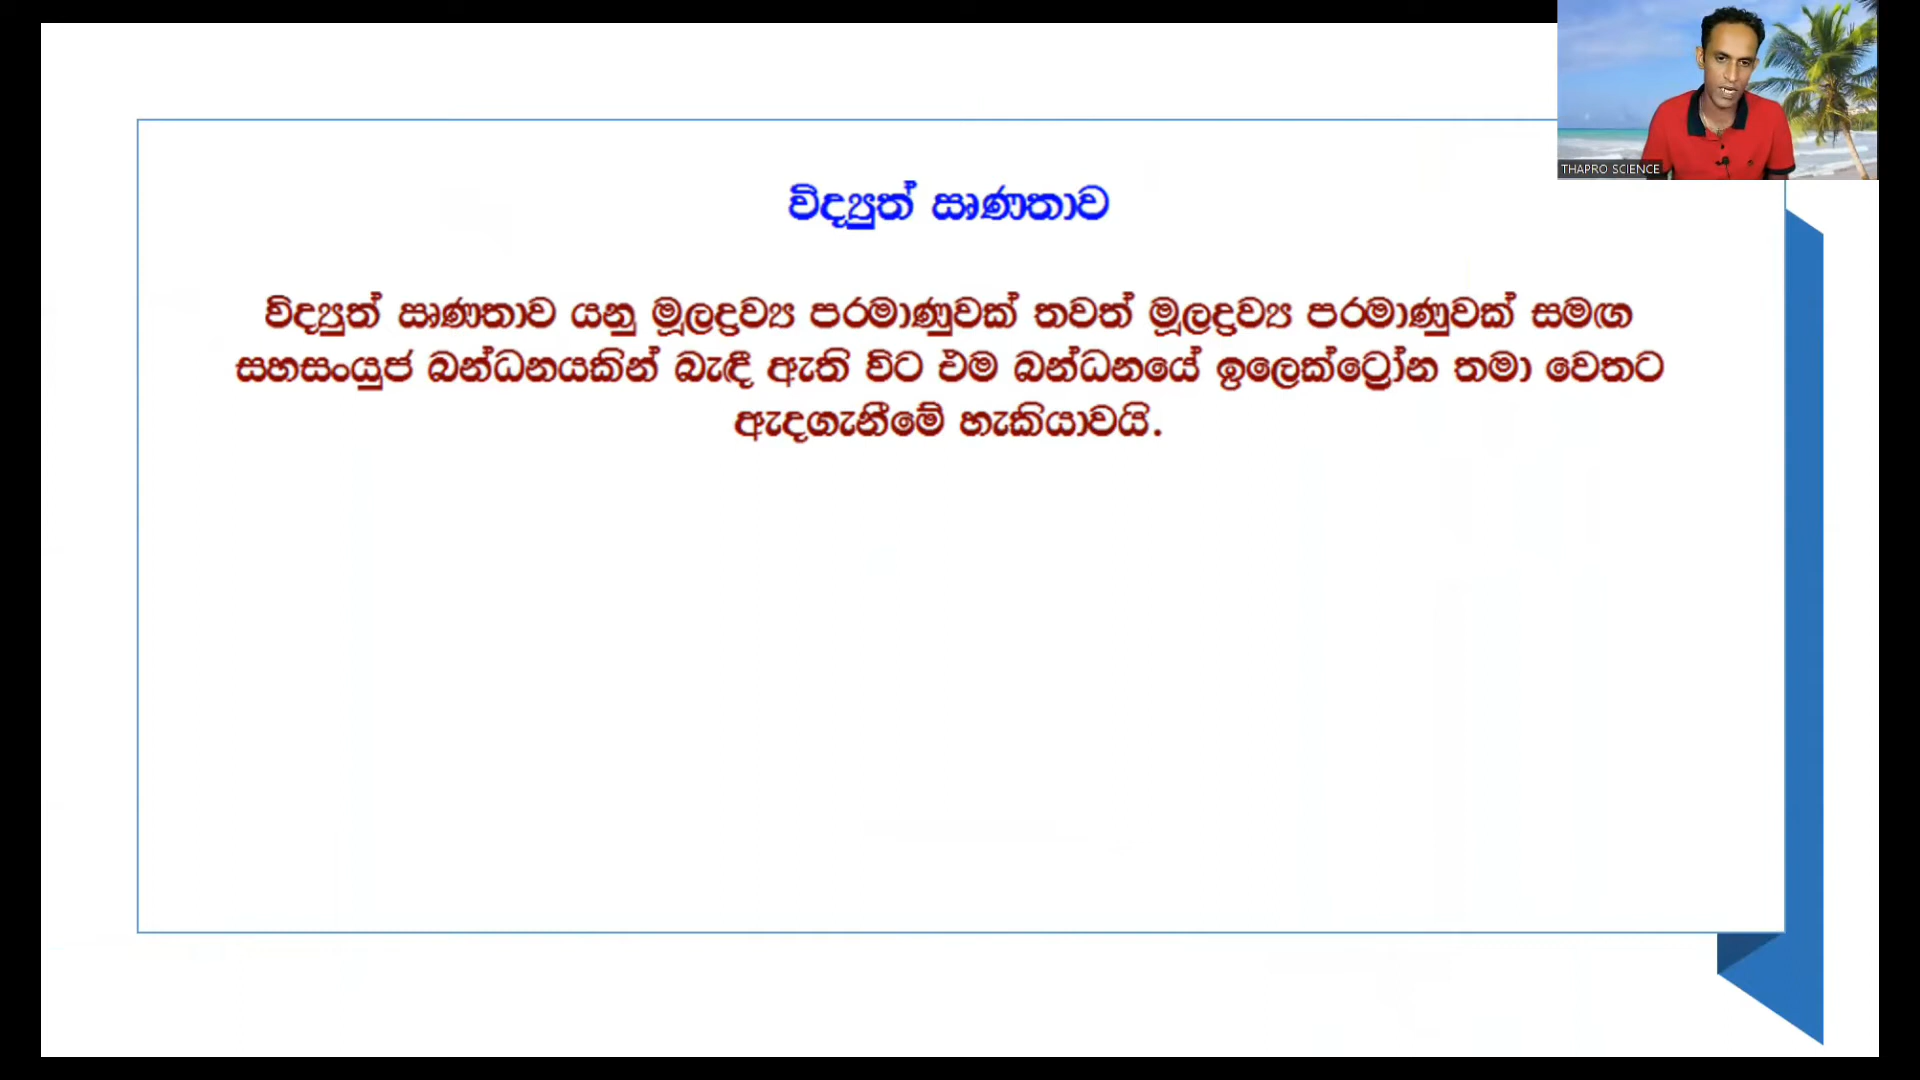 THAPRO SCIENCE
විද්‍යුත් සෘණතාව
විද්‍යුත් සෘණතාව යනු මූලද්‍රව්‍ය පරමාණුවක් තවත් මූලද්‍රව්‍ය පරමාණුවක් සමඟ
සහසංයුජ බන්ධනයකින් බැඳී ඇති විට එම බන්ධනයේ ඉලෙක්ට්‍රෝන තමා වෙතට
ඇදගැනීමේ හැකියාවයි.